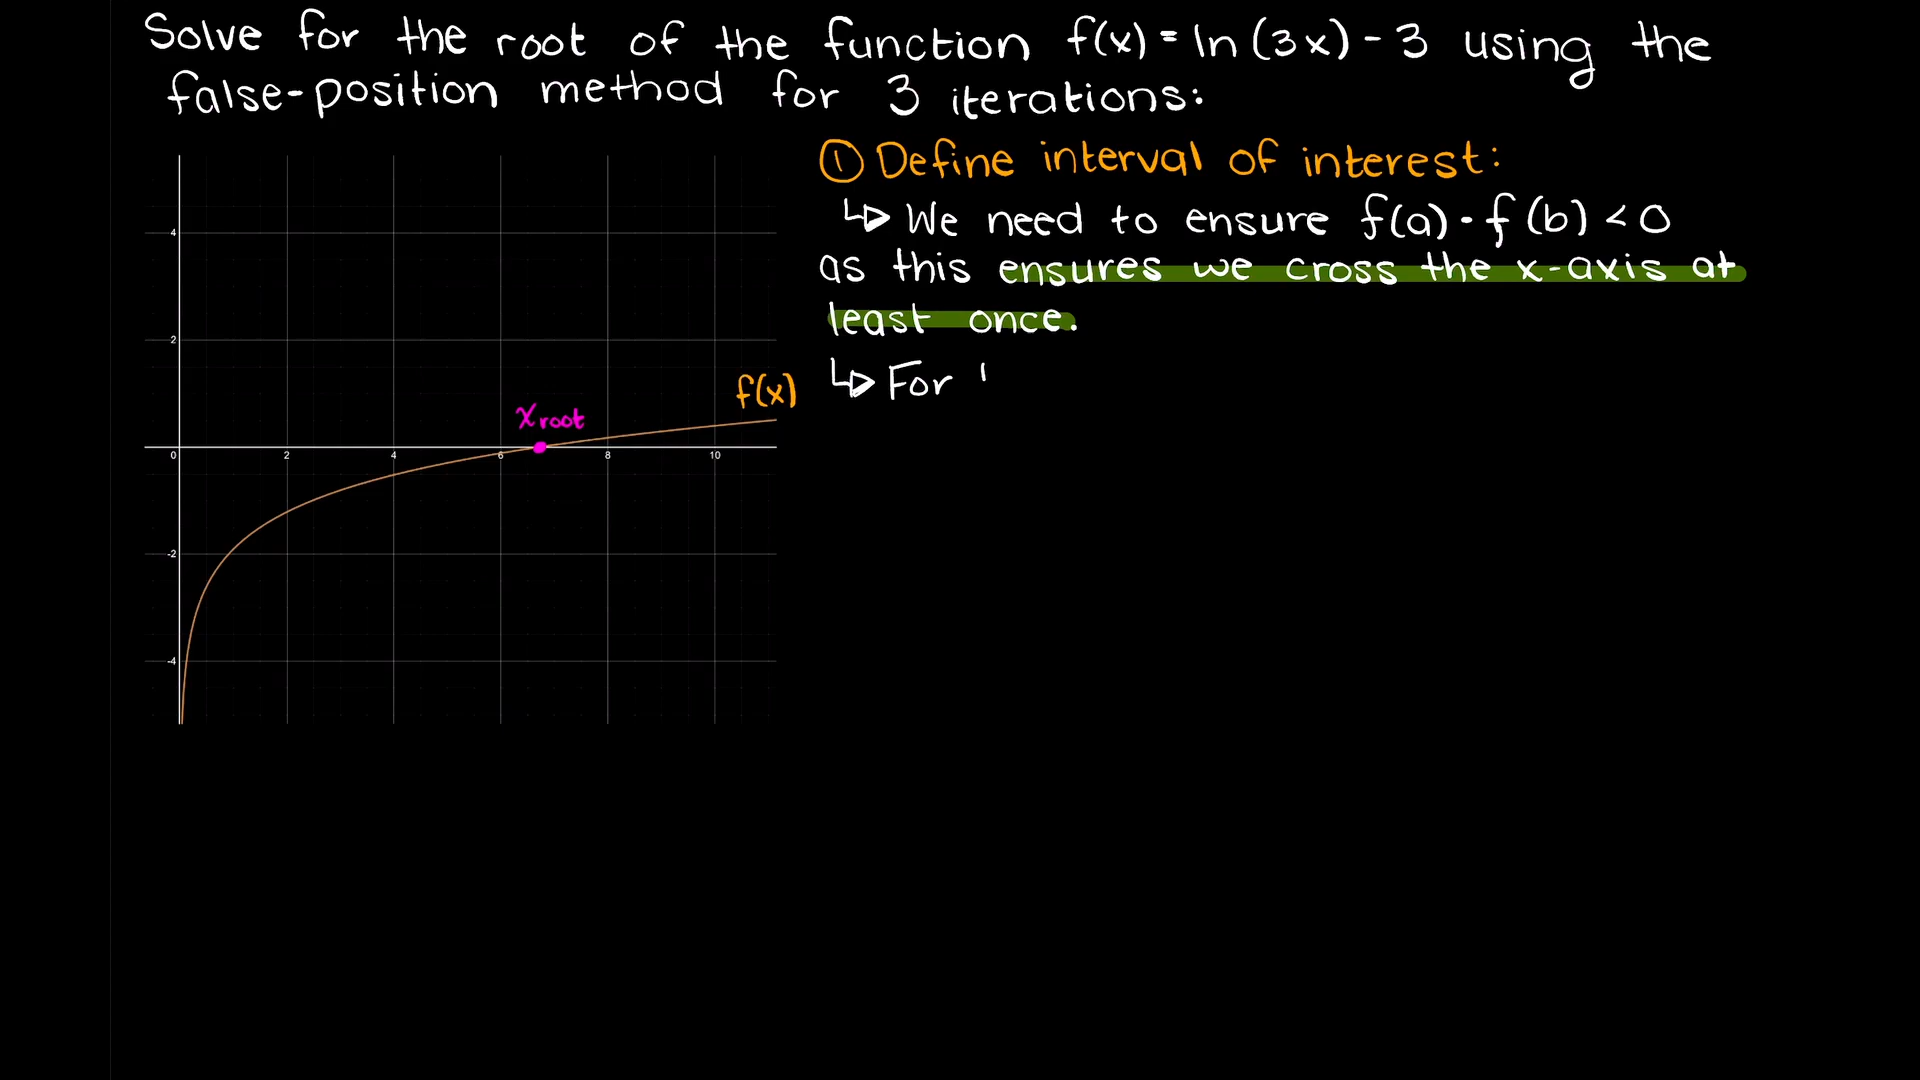 Solve for the root of the function f(x) = ln (3x) - 3 using the
false-position method for 3 iterations:
① Define interval of interest:
↳ We need to ensure f(a) · f(b) < 0
as this ensures we cross the x-axis at
least once.
↳ For
f(x)
x root
4
2
0 2 4 6 8 10
-2
-4